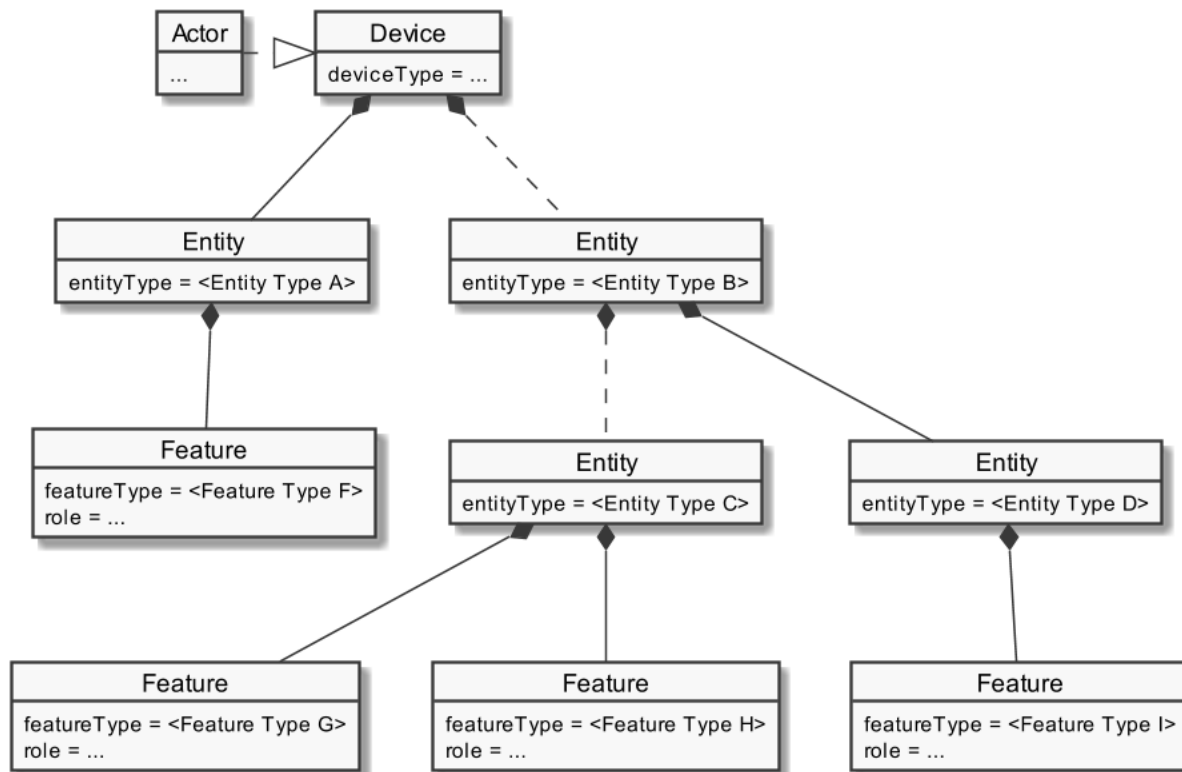 Actor
...
Device
deviceType = ...
Entity
entityType = <Entity Type A>
Entity
entityType = <Entity Type B>
Feature
featureType = <Feature Type F>
role = ...
Entity
entityType = <Entity Type C>
Entity
entityType = <Entity Type D>
Feature
featureType = <Feature Type G>
role = ...
Feature
featureType = <Feature Type H>
role = ...
Feature
featureType = <Feature Type I>
role = ...